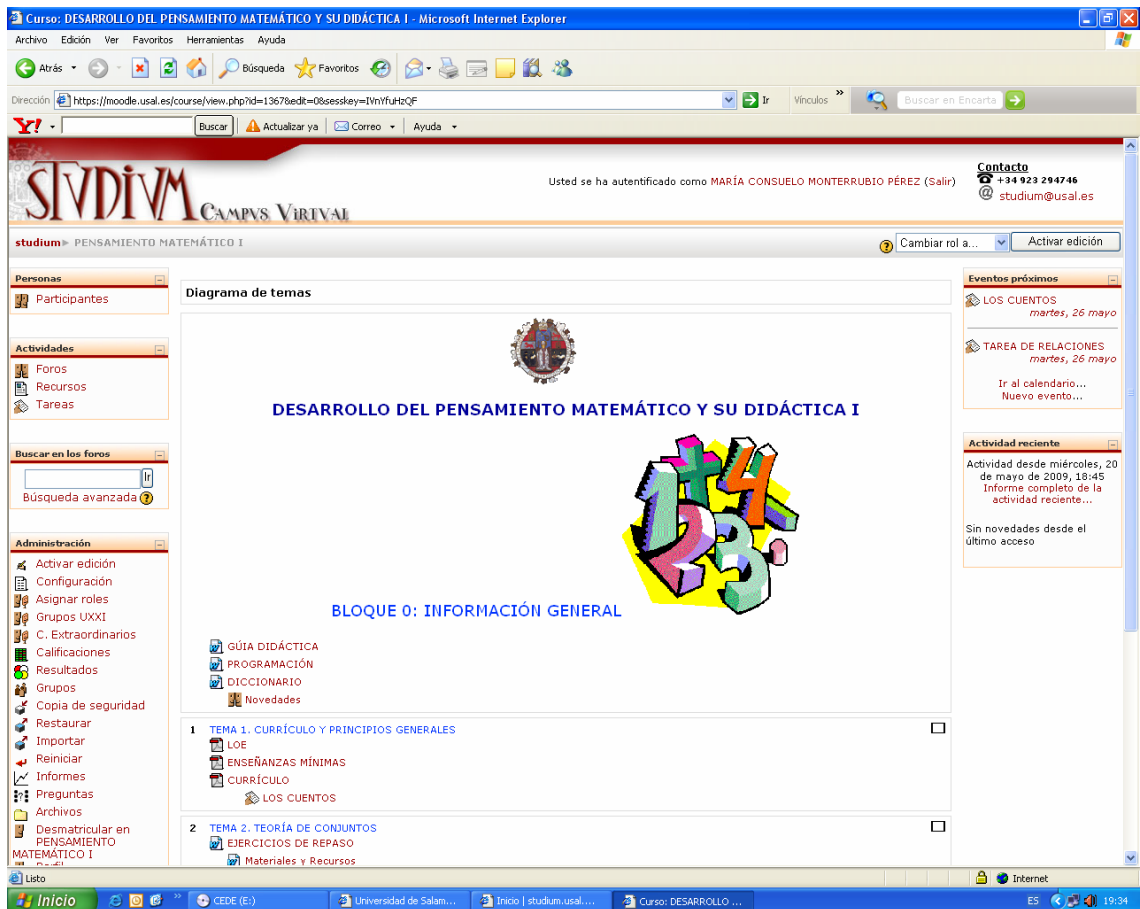 Curso: DESARROLLO DEL PENSAMIENTO MATEMÁTICO Y SU DIDÁCTICA I - Microsoft Internet Explorer
Archivo Edición Ver Favoritos Herramientas Ayuda
Atrás Búsqueda Favoritos
Dirección https://moodle.usal.es/course/view.php?id=1367&edit=0&sesskey=IVnYfuHzQF Ir Vínculos » Buscar en Encarta
Y! Buscar Actualizar ya Correo Ayuda
STVDIVM CAMPVS VIRTVAL
Usted se ha autentificado como MARÍA CONSUELO MONTERRUBIO PÉREZ (Salir)
Contacto
+34 923 294746
@ studium@usal.es
studium ► PENSAMIENTO MATEMÁTICO I
Cambiar rol a... Activar edición
Personas
Participantes
Actividades
Foros
Recursos
Tareas
Buscar en los foros
Ir
Búsqueda avanzada
Administración
Activar edición
Configuración
Asignar roles
Grupos UXXI
C. Extraordinarios
Calificaciones
Resultados
Grupos
Copia de seguridad
Restaurar
Importar
Reiniciar
Informes
Preguntas
Archivos
Desmatricular en
PENSAMIENTO
MATEMÁTICO I
Diagrama de temas
DESARROLLO DEL PENSAMIENTO MATEMÁTICO Y SU DIDÁCTICA I
1 + 4
2 3
BLOQUE 0: INFORMACIÓN GENERAL
GÚIA DIDÁCTICA
PROGRAMACIÓN
DICCIONARIO
Novedades
1 TEMA 1. CURRÍCULO Y PRINCIPIOS GENERALES
LOE
ENSEÑANZAS MÍNIMAS
CURRÍCULO
LOS CUENTOS
2 TEMA 2. TEORÍA DE CONJUNTOS
EJERCICIOS DE REPASO
Materiales y Recursos
Eventos próximos
LOS CUENTOS
martes, 26 mayo
TAREA DE RELACIONES
martes, 26 mayo
Ir al calendario...
Nuevo evento...
Actividad reciente
Actividad desde miércoles, 20
de mayo de 2009, 18:45
Informe completo de la
actividad reciente...
Sin novedades desde el
último acceso
Listo Internet
Inicio » CEDE (E:) Universidad de Salam... Inicio | studium.usal.... Curso: DESARROLLO ... ES 19:34